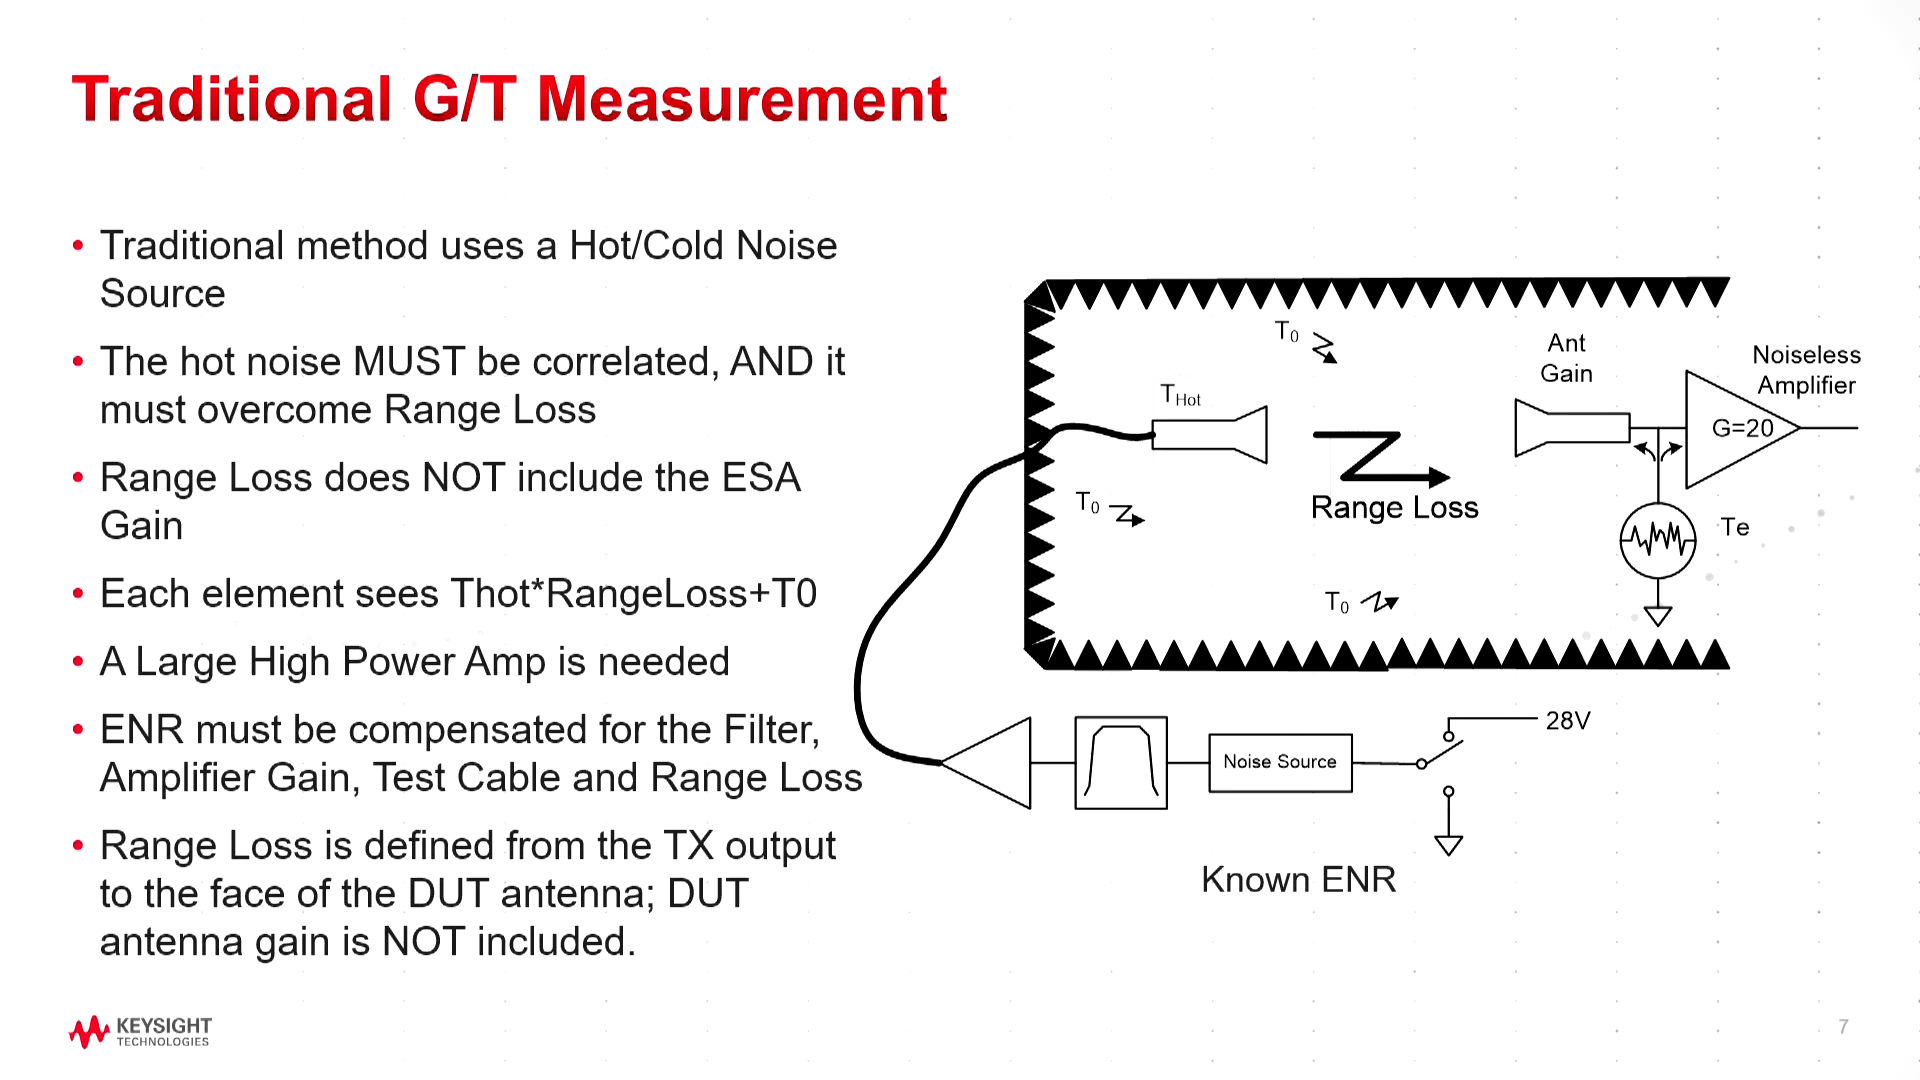 Traditional G/T Measurement
• Traditional method uses a Hot/Cold Noise
Source
• The hot noise MUST be correlated, AND it
must overcome Range Loss
• Range Loss does NOT include the ESA
Gain
• Each element sees Thot*RangeLoss+T0
• A Large High Power Amp is needed
• ENR must be compensated for the Filter,
Amplifier Gain, Test Cable and Range Loss
• Range Loss is defined from the TX output
to the face of the DUT antenna; DUT
antenna gain is NOT included.
T0
Ant
Gain
Noiseless
Amplifier
THot
G=20
T0
Range Loss
Te
T0
28V
Noise Source
Known ENR
KEYSIGHT
TECHNOLOGIES
7